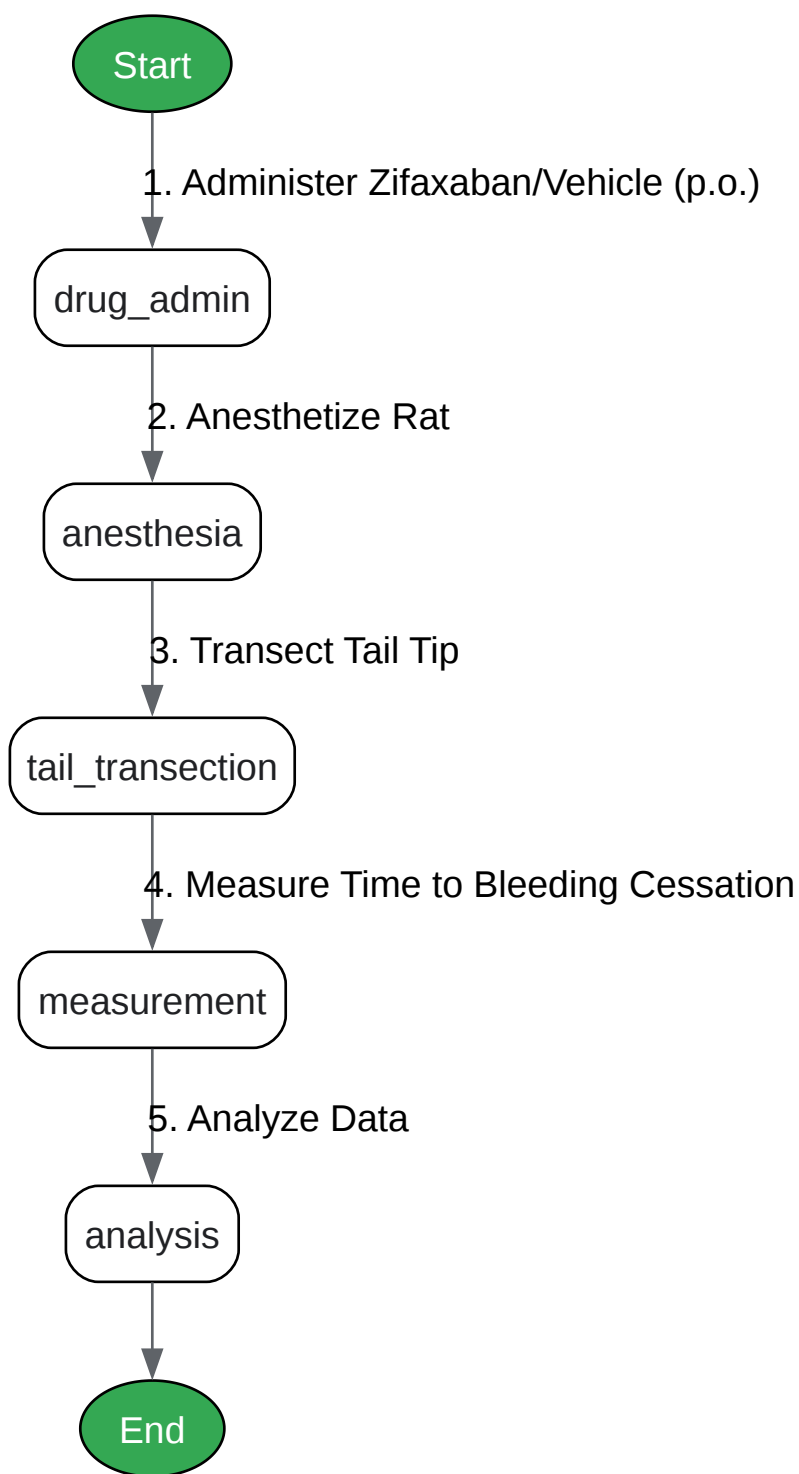 Start
1. Administer Zifaxaban/Vehicle (p.o.)
drug_admin
2. Anesthetize Rat
anesthesia
3. Transect Tail Tip
tail_transection
4. Measure Time to Bleeding Cessation
measurement
5. Analyze Data
analysis
End